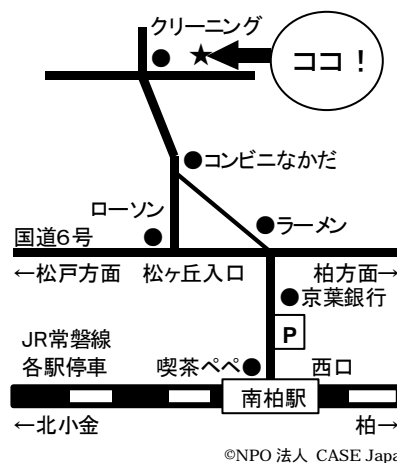 クリーニング
ココ！
コンビニなかだ
ローソン
ラーメン
国道６号
←松戸方面 松ヶ丘入口 柏方面→
京葉銀行
P
JR常磐線
各駅停車 喫茶ペペ 西口
南柏駅
←北小金 柏→
©NPO 法人 CASE Japa